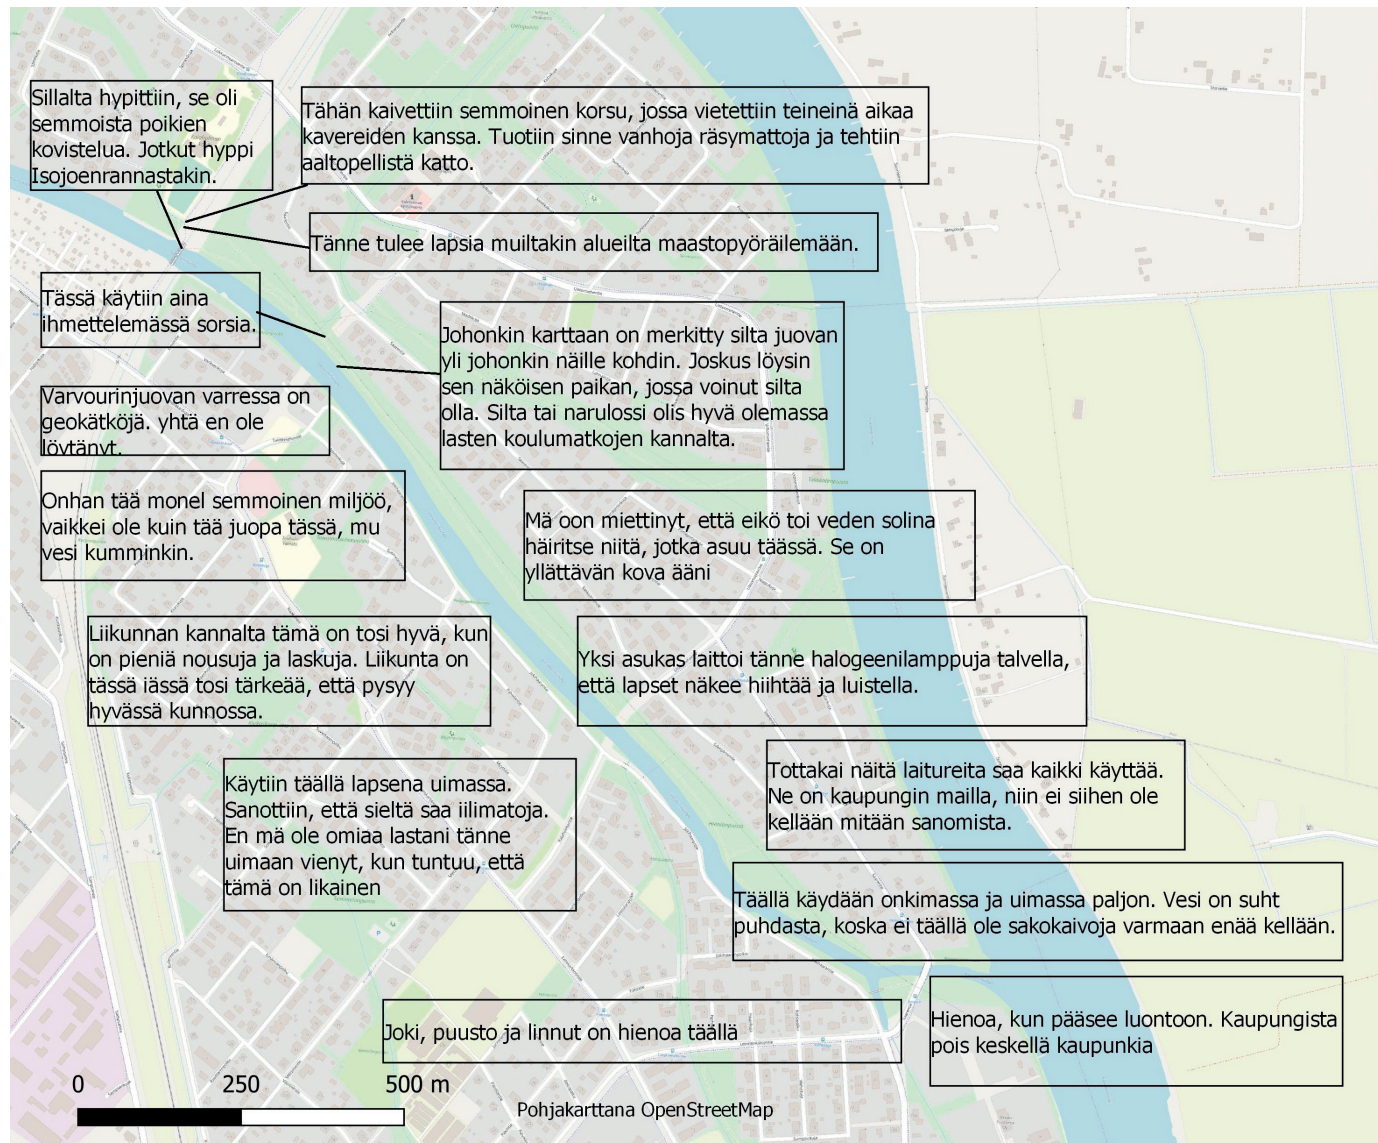 Sillalta hypittiin, se oli
semmoista poikien
kovistelua. Jotkut hyppi
Isojoenrannastakin.
Tähän kaivettiin semmoinen korsu, jossa vietettiin teineinä aikaa
kavereiden kanssa. Tuotiin sinne vanhoja räsymattoja ja tehtiin
aaltopellistä katto.
Tänne tulee lapsia muiltakin alueilta maastopyöräilemään.
Tässä käytiin aina
ihmettelemässä sorsia.
Johonkin karttaan on merkitty silta juovan
yli johonkin näille kohdin. Joskus löysin
sen näköisen paikan, jossa voinut silta
olla. Silta tai narulossi olis hyvä olemassa
lasten koulumatkojen kannalta.
Varvourinjuovan varressa on
geokätköjä. yhtä en ole
löytänyt.
Onhan tää monel semmoinen miljöö,
vaikkei ole kuin tää juopa tässä, mu
vesi kumminkin.
Mä oon miettinyt, että eikö toi veden solina
häiritse niitä, jotka asuu täässä. Se on
yllättävän kova ääni
Liikunnan kannalta tämä on tosi hyvä, kun
on pieniä nousuja ja laskuja. Liikunta on
tässä iässä tosi tärkeää, että pysyy
hyvässä kunnossa.
Yksi asukas laittoi tänne halogeenilamppuja talvella,
että lapset näkee hiihtää ja luistella.
Käytiin täällä lapsena uimassa.
Sanottiin, että sieltä saa iilimatoja.
En mä ole omiaa lastani tänne
uimaan vienyt, kun tuntuu, että
tämä on likainen
Tottakai näitä laitureita saa kaikki käyttää.
Ne on kaupungin mailla, niin ei siihen ole
kellään mitään sanomista.
Täällä käydään onkimassa ja uimassa paljon. Vesi on suht
puhdasta, koska ei täällä ole sakokaivoja varmaan enää kellään.
Joki, puusto ja linnut on hienoa täällä
Hienoa, kun pääsee luontoon. Kaupungista
pois keskellä kaupunkia
0 250 500 m
Pohjakarttana OpenStreetMap